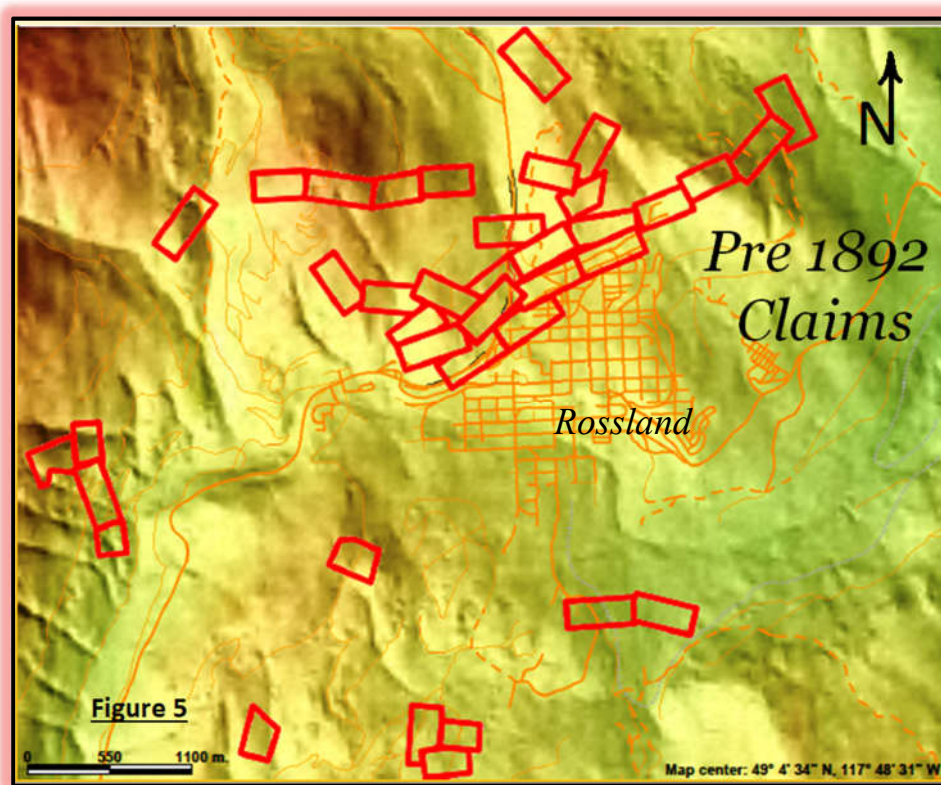 N
Pre 1892
Claims
Rossland
Figure 5
0 550 1100 m.
Map center: 49° 4' 34" N, 117° 48' 31" W